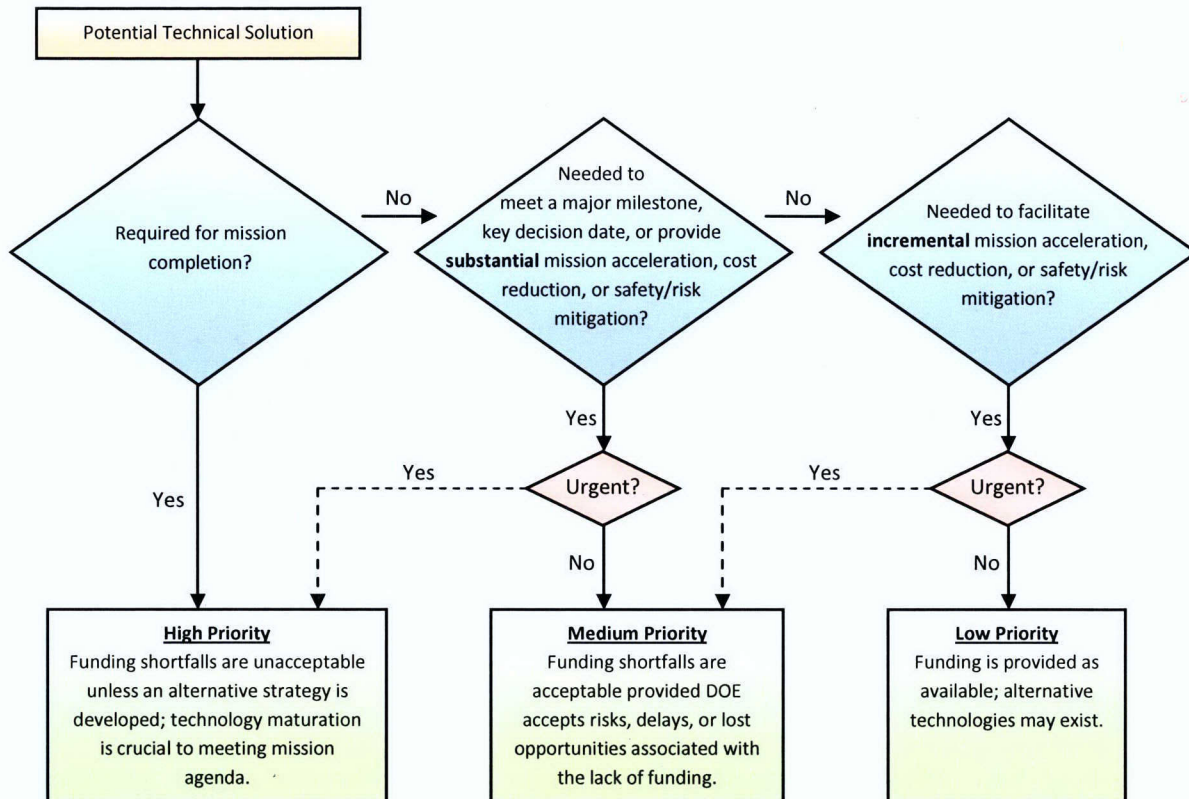 Potential Technical Solution
Required for mission
completion?
No
Needed to
meet a major milestone,
key decision date, or provide
substantial mission acceleration, cost
reduction, or safety/risk
mitigation?
No
Needed to facilitate
incremental mission acceleration,
cost reduction, or safety/risk
mitigation?
Yes
Yes
Yes
Yes
Urgent?
Yes
Urgent?
No
No
High Priority
Funding shortfalls are unacceptable
unless an alternative strategy is
developed; technology maturation
is crucial to meeting mission
agenda.
Medium Priority
Funding shortfalls are
acceptable provided DOE
accepts risks, delays, or lost
opportunities associated with
the lack of funding.
Low Priority
Funding is provided as
available; alternative
technologies may exist.